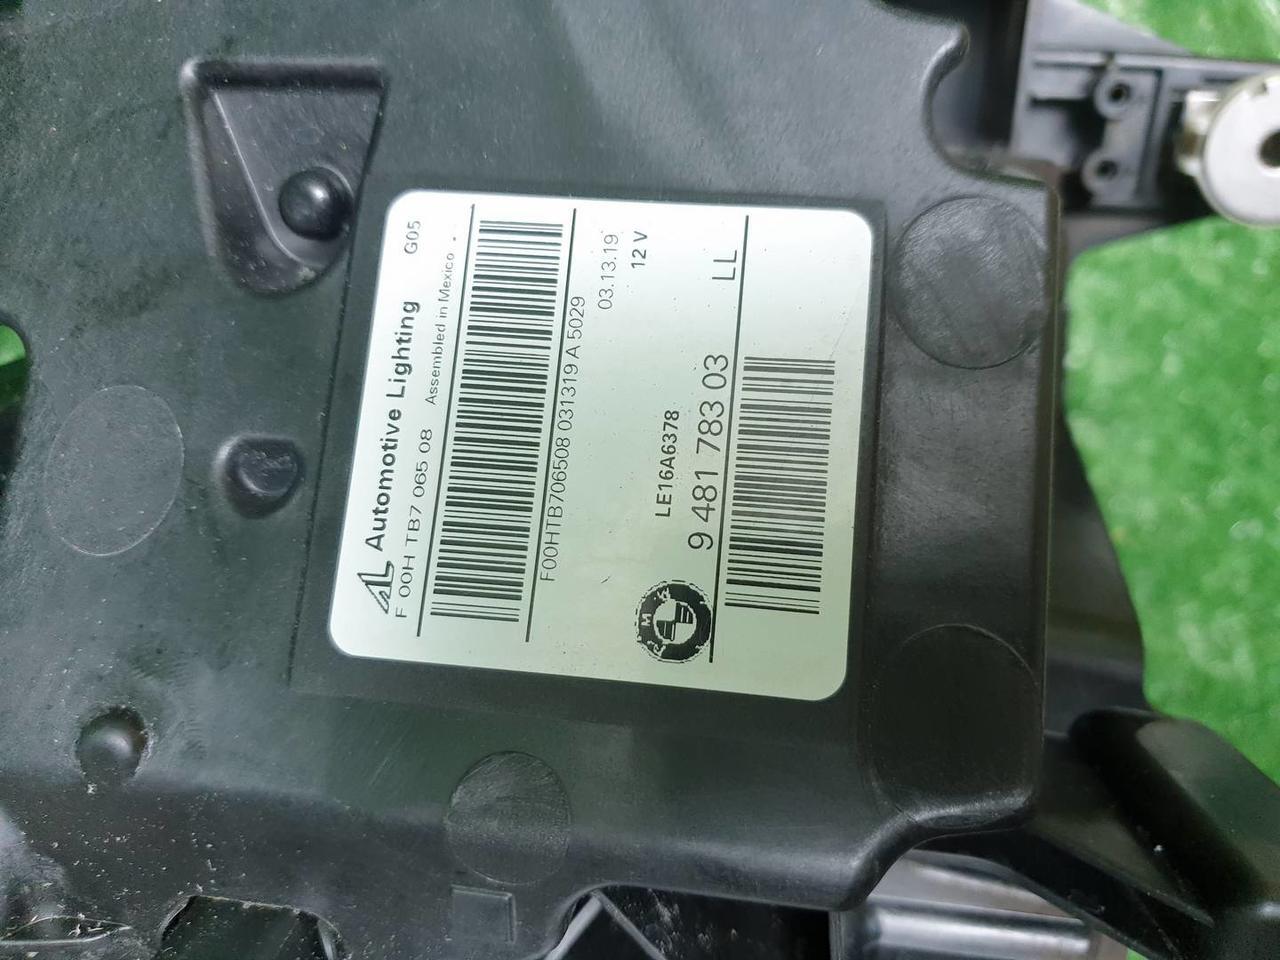 AL Automotive Lighting G05
F 00H TB7 065 08 Assembled in Mexico
F00HTB706508 031319 A 5029
03.13.19
12 V
LE16A6378
9 481 783 03 LL